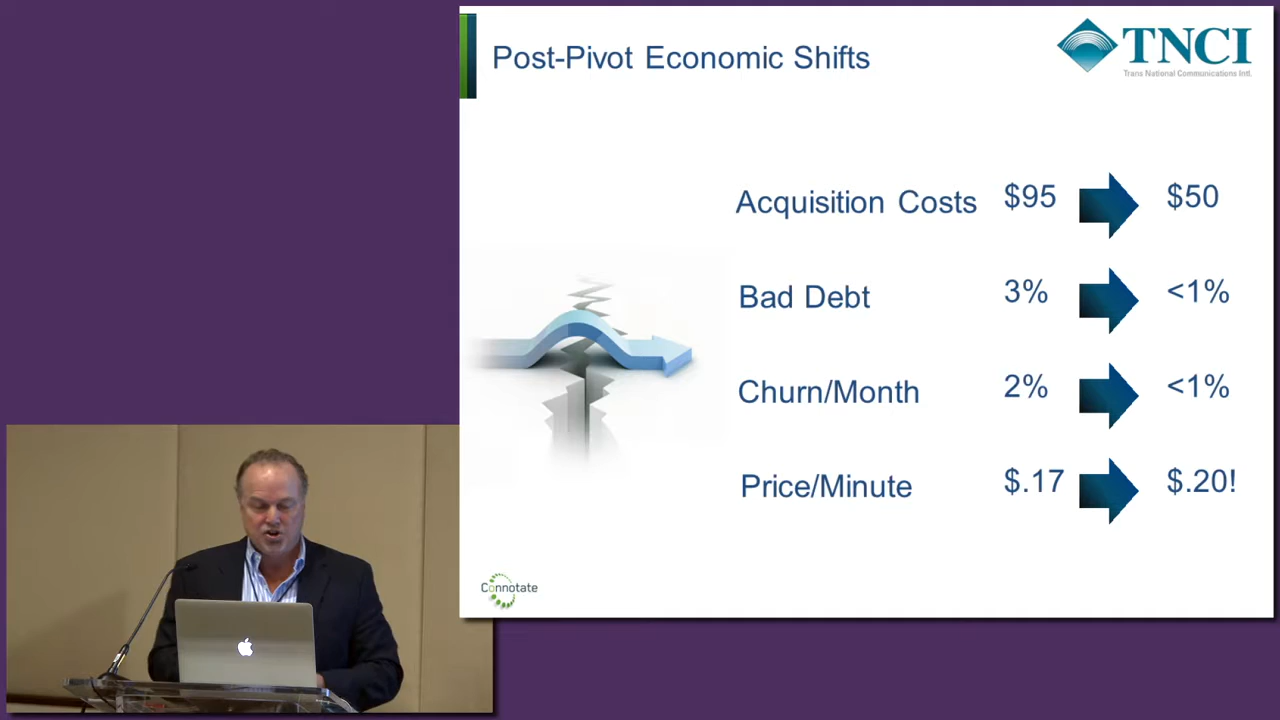 Post-Pivot Economic Shifts
TNCI
Trans National Communications Intl.
Acquisition Costs $95 $50
Bad Debt 3% <1%
Churn/Month 2% <1%
Price/Minute $.17 $.20!
Connotate